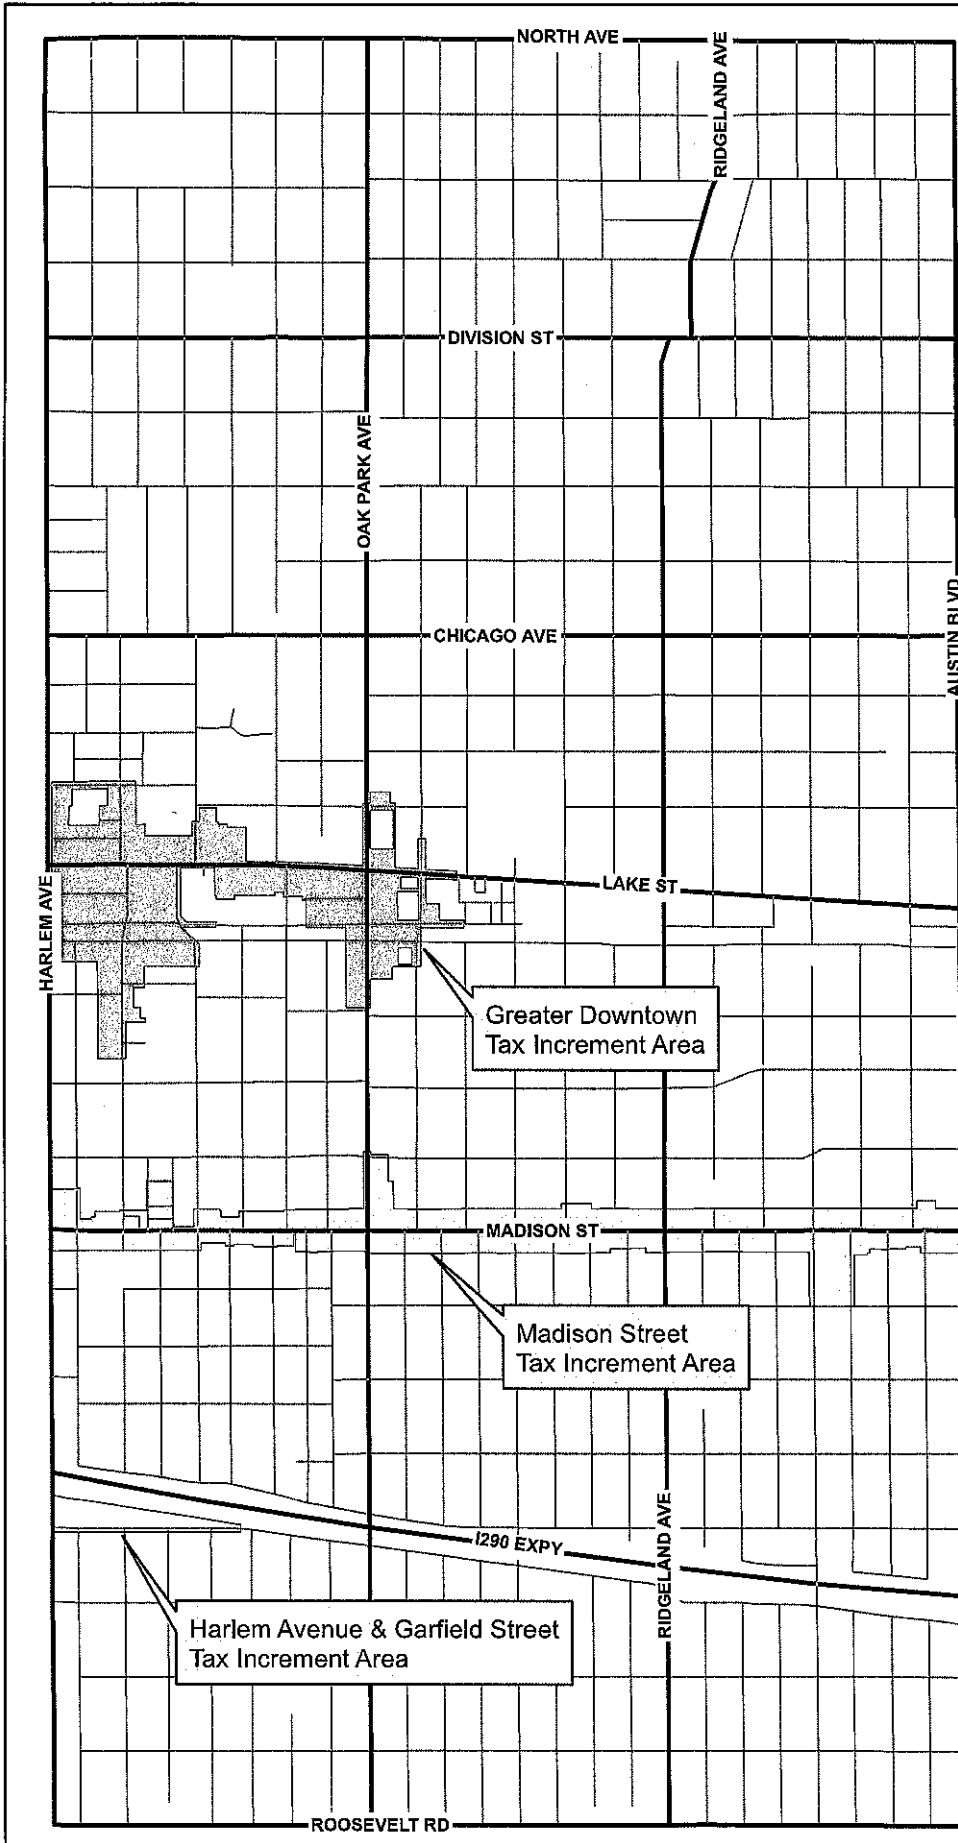 NORTH AVE
RIDGELAND AVE
DIVISION ST
OAK PARK AVE
CHICAGO AVE
AUSTIN BLVD
LAKE ST
HARLEM AVE
Greater Downtown
Tax Increment Area
MADISON ST
Madison Street
Tax Increment Area
I290 EXPY
RIDGELAND AVE
Harlem Avenue & Garfield Street
Tax Increment Area
ROOSEVELT RD